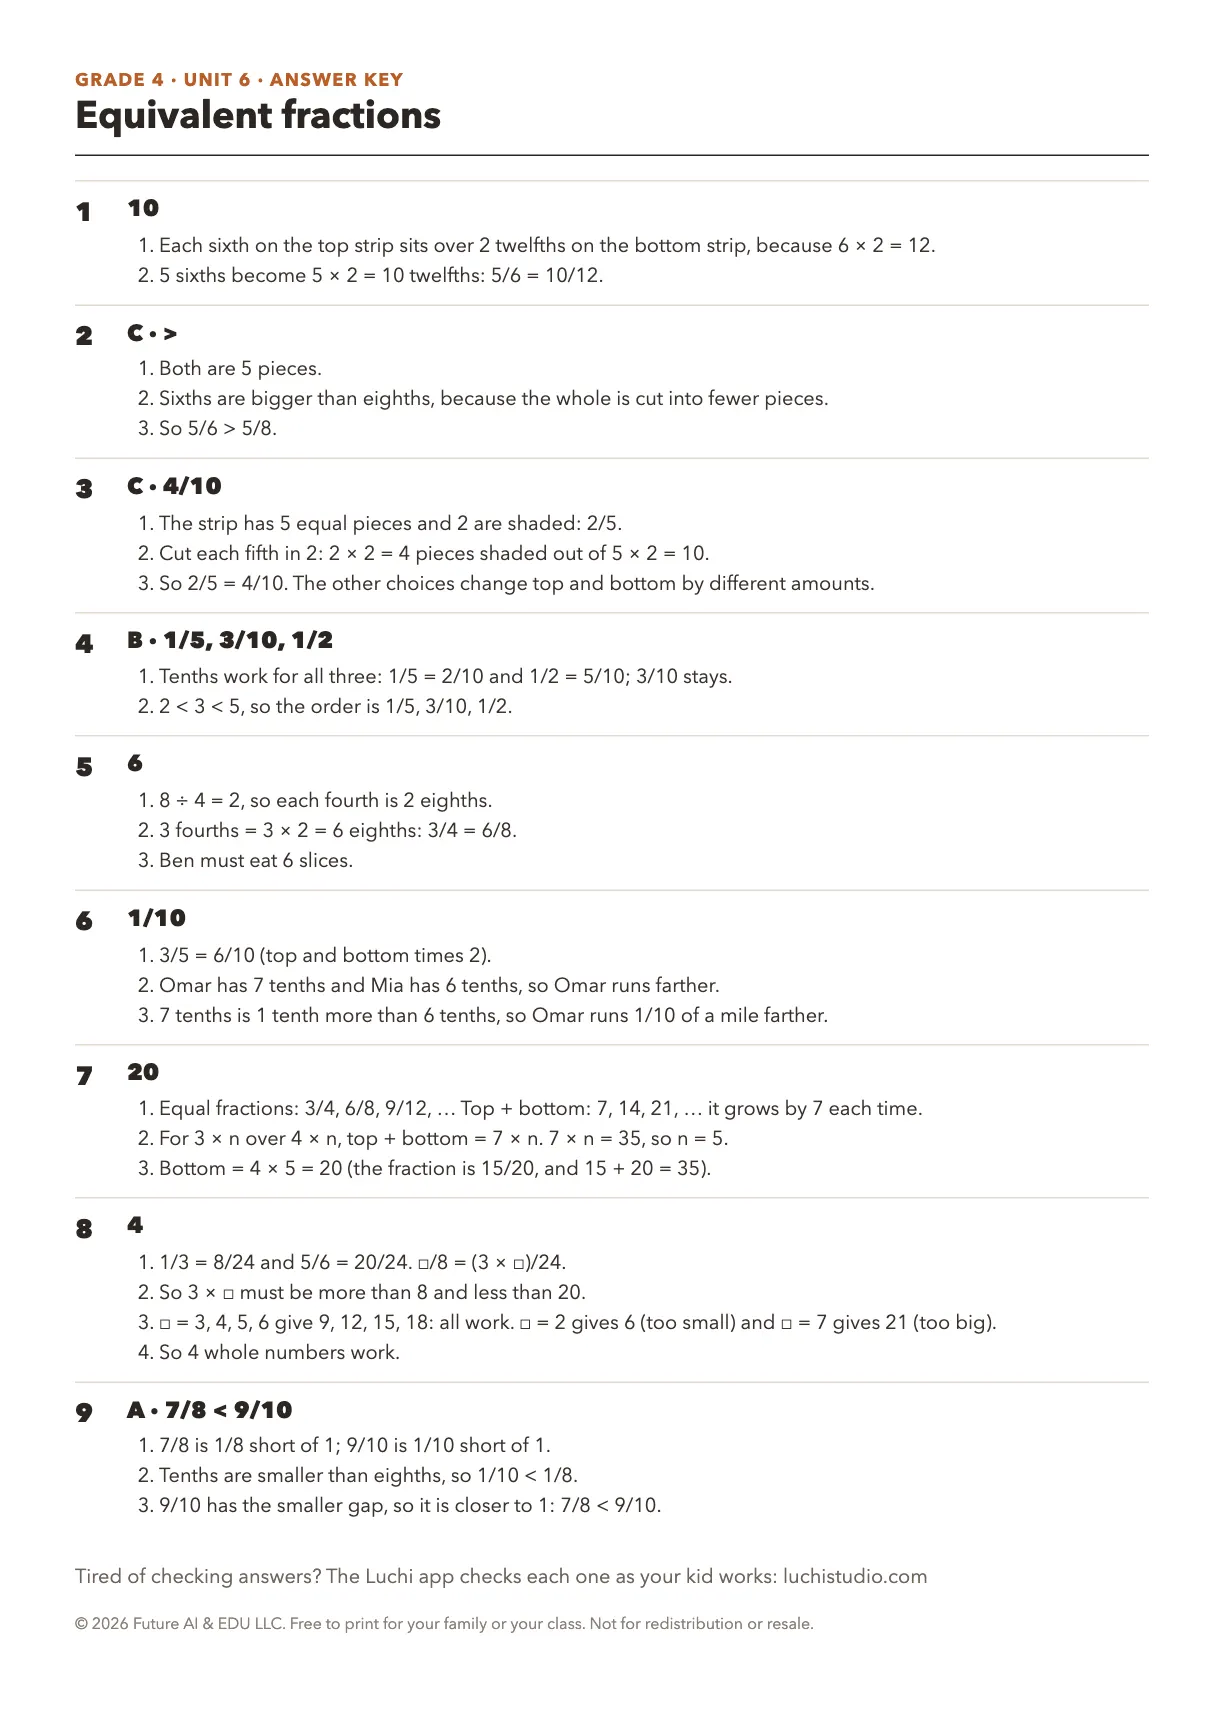 GRADE 4 · UNIT 6 · ANSWER KEY
Equivalent fractions
1 10
1. Each sixth on the top strip sits over 2 twelfths on the bottom strip, because 6 × 2 = 12.
2. 5 sixths become 5 × 2 = 10 twelfths: 5/6 = 10/12.
2 C · >
1. Both are 5 pieces.
2. Sixths are bigger than eighths, because the whole is cut into fewer pieces.
3. So 5/6 > 5/8.
3 C · 4/10
1. The strip has 5 equal pieces and 2 are shaded: 2/5.
2. Cut each fifth in 2: 2 × 2 = 4 pieces shaded out of 5 × 2 = 10.
3. So 2/5 = 4/10. The other choices change top and bottom by different amounts.
4 B · 1/5, 3/10, 1/2
1. Tenths work for all three: 1/5 = 2/10 and 1/2 = 5/10; 3/10 stays.
2. 2 < 3 < 5, so the order is 1/5, 3/10, 1/2.
5 6
1. 8 ÷ 4 = 2, so each fourth is 2 eighths.
2. 3 fourths = 3 × 2 = 6 eighths: 3/4 = 6/8.
3. Ben must eat 6 slices.
6 1/10
1. 3/5 = 6/10 (top and bottom times 2).
2. Omar has 7 tenths and Mia has 6 tenths, so Omar runs farther.
3. 7 tenths is 1 tenth more than 6 tenths, so Omar runs 1/10 of a mile farther.
7 20
1. Equal fractions: 3/4, 6/8, 9/12, … Top + bottom: 7, 14, 21, … it grows by 7 each time.
2. For 3 × n over 4 × n, top + bottom = 7 × n. 7 × n = 35, so n = 5.
3. Bottom = 4 × 5 = 20 (the fraction is 15/20, and 15 + 20 = 35).
8 4
1. 1/3 = 8/24 and 5/6 = 20/24. □/8 = (3 × □)/24.
2. So 3 × □ must be more than 8 and less than 20.
3. □ = 3, 4, 5, 6 give 9, 12, 15, 18: all work. □ = 2 gives 6 (too small) and □ = 7 gives 21 (too big).
4. So 4 whole numbers work.
9 A · 7/8 < 9/10
1. 7/8 is 1/8 short of 1; 9/10 is 1/10 short of 1.
2. Tenths are smaller than eighths, so 1/10 < 1/8.
3. 9/10 has the smaller gap, so it is closer to 1: 7/8 < 9/10.
Tired of checking answers? The Luchi app checks each one as your kid works: luchistudio.com
© 2026 Future AI & EDU LLC. Free to print for your family or your class. Not for redistribution or resale.